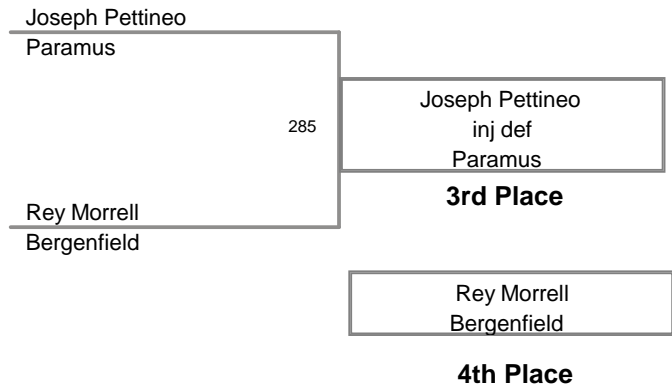 Joseph Pettineo
Paramus
285
Joseph Pettineo
inj def
Paramus
3rd Place
Rey Morrell
Bergenfield
Rey Morrell
Bergenfield
4th Place